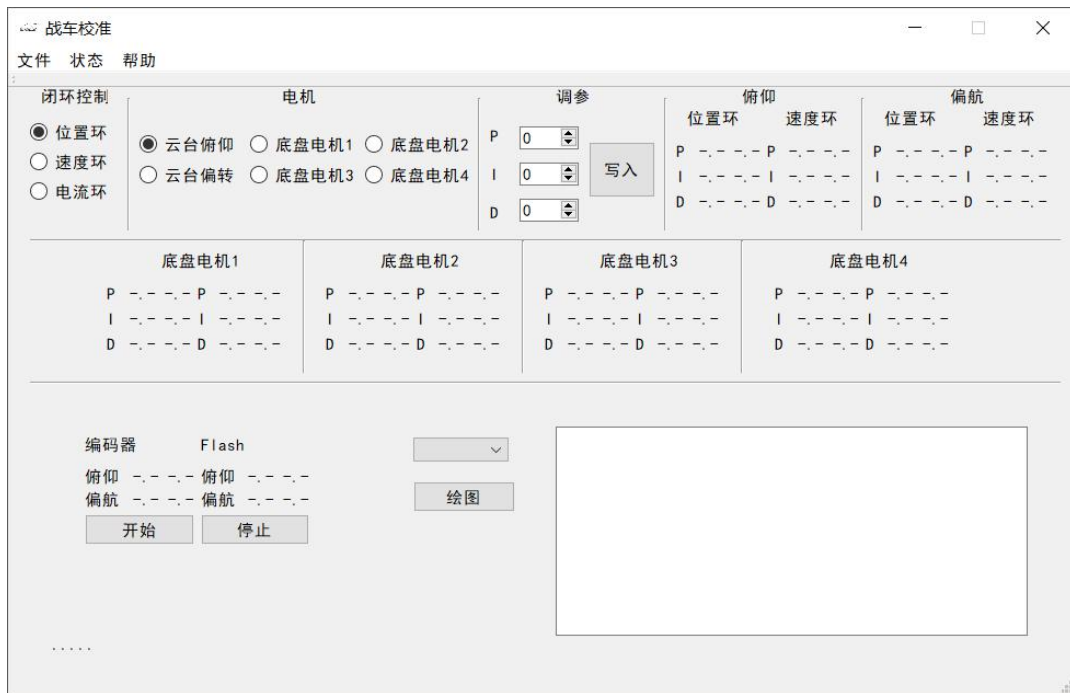 战车校准
文件 状态 帮助
闭环控制 电机 调参 俯仰 偏航
位置环 速度环 位置环 速度环
位置环 云台俯仰 底盘电机1 底盘电机2 P 0
速度环 云台偏转 底盘电机3 底盘电机4 I 0 写入
电流环 D 0
P -.- -.- P -.- -.- P -.- -.- P -.- -.-
I -.- -.- I -.- -.- I -.- -.- I -.- -.-
D -.- -.- D -.- -.- D -.- -.- D -.- -.-
底盘电机1 底盘电机2 底盘电机3 底盘电机4
P -.- -.- P -.- -.- P -.- -.- P -.- -.- P -.- -.- P -.- -.- P -.- -.- P -.- -.-
I -.- -.- I -.- -.- I -.- -.- I -.- -.- I -.- -.- I -.- -.- I -.- -.- I -.- -.-
D -.- -.- D -.- -.- D -.- -.- D -.- -.- D -.- -.- D -.- -.- D -.- -.- D -.- -.-
编码器 Flash
俯仰 -.- -.- 俯仰 -.- -.-
偏航 -.- -.- 偏航 -.- -.-
开始 停止
绘图
.....